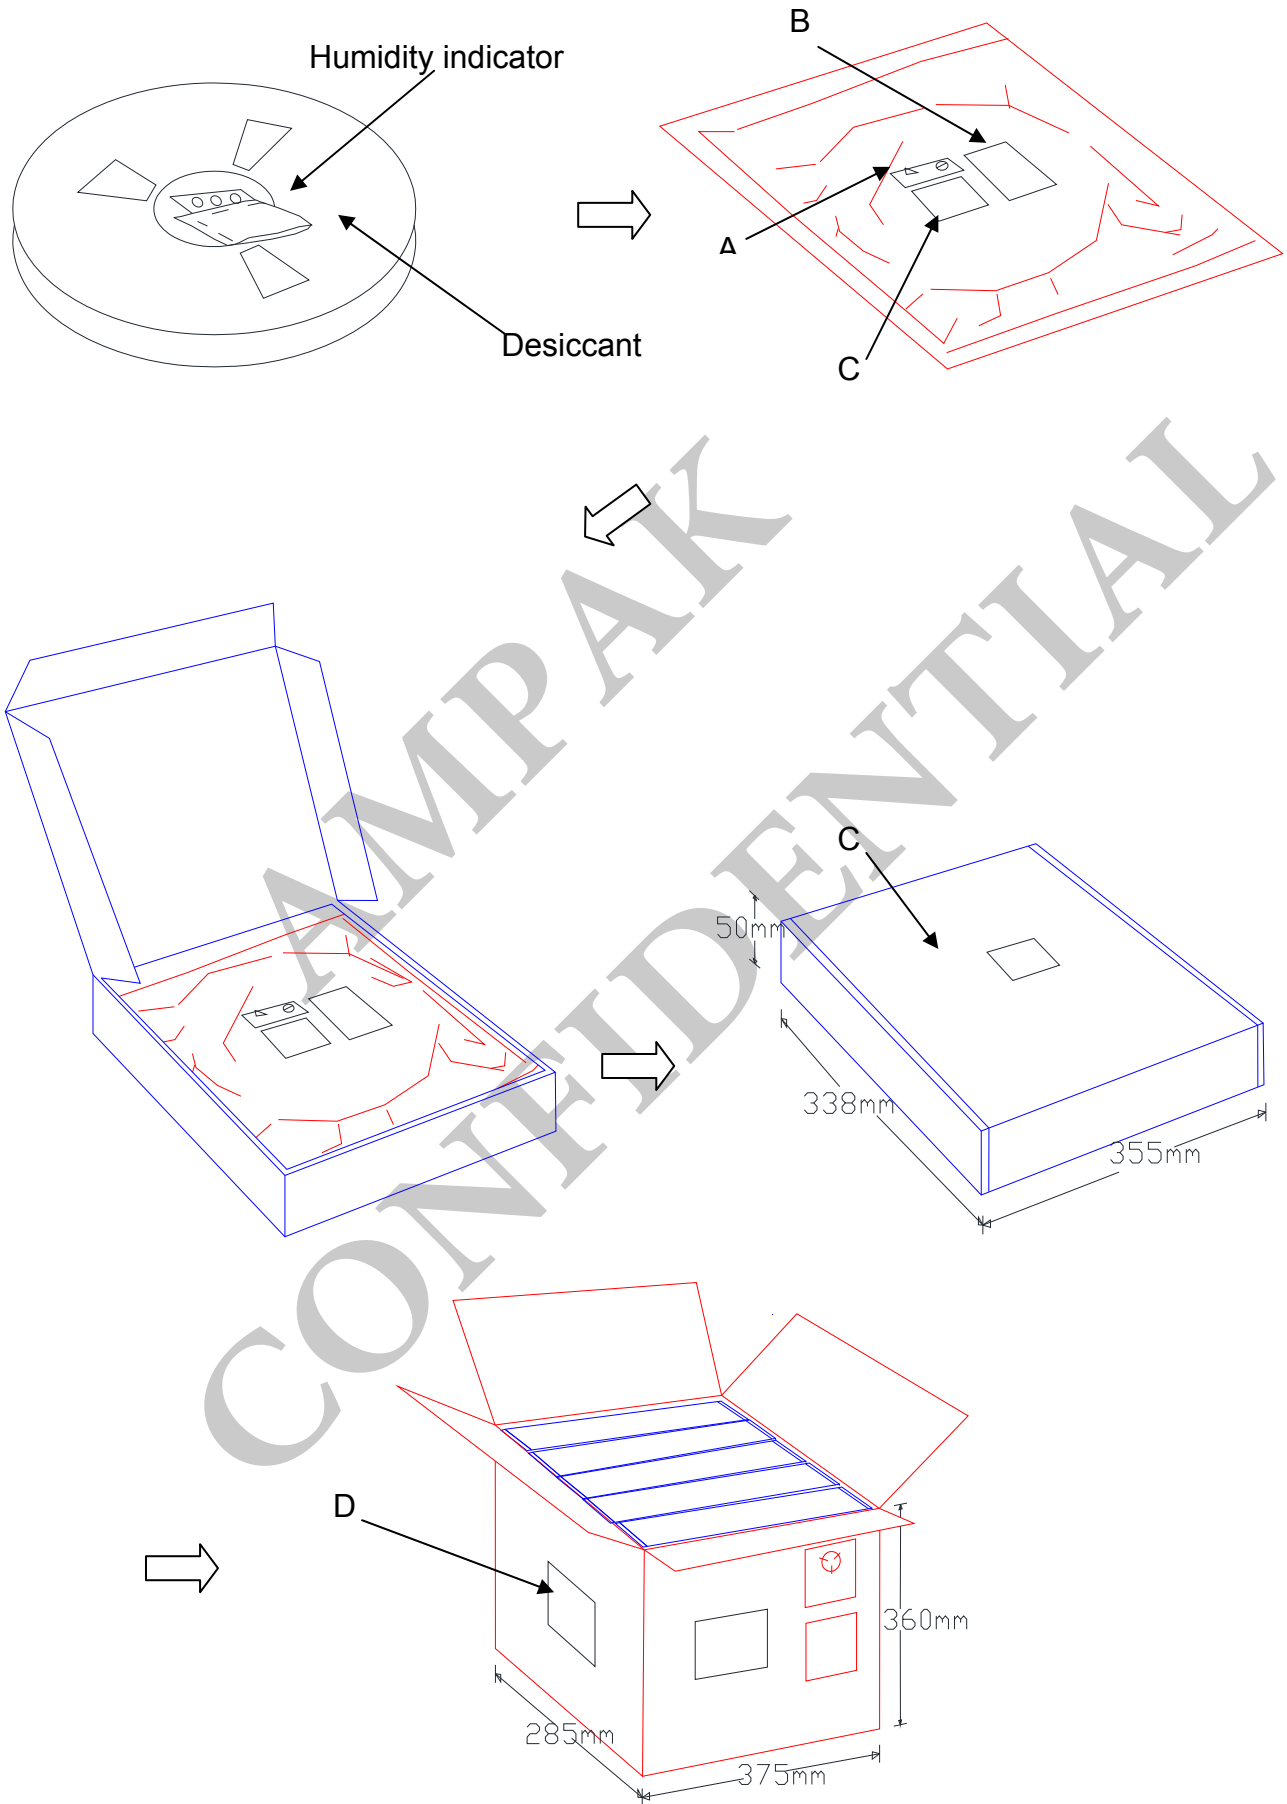 B
Humidity indicator
A
Desiccant
C
AMPAK
CONFIDENTIAL
C
50mm
338mm
355mm
D
360mm
285mm
375mm